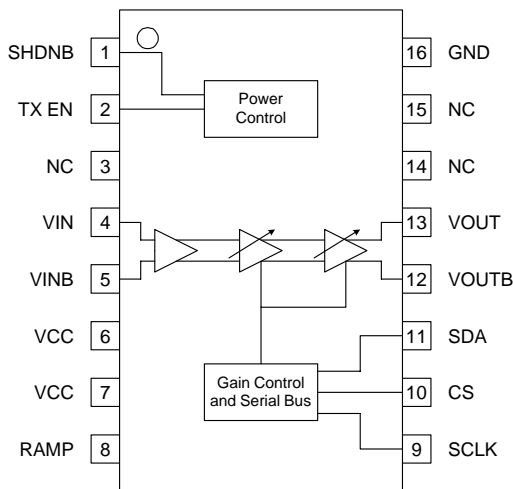 SHDNB 1 16 GND
Power
Control
TX EN 2 15 NC
NC 3 14 NC
VIN 4 13 VOUT
VINB 5 12 VOUTB
VCC 6 11 SDA
Gain Control
and Serial Bus
VCC 7 10 CS
RAMP 8 9 SCLK